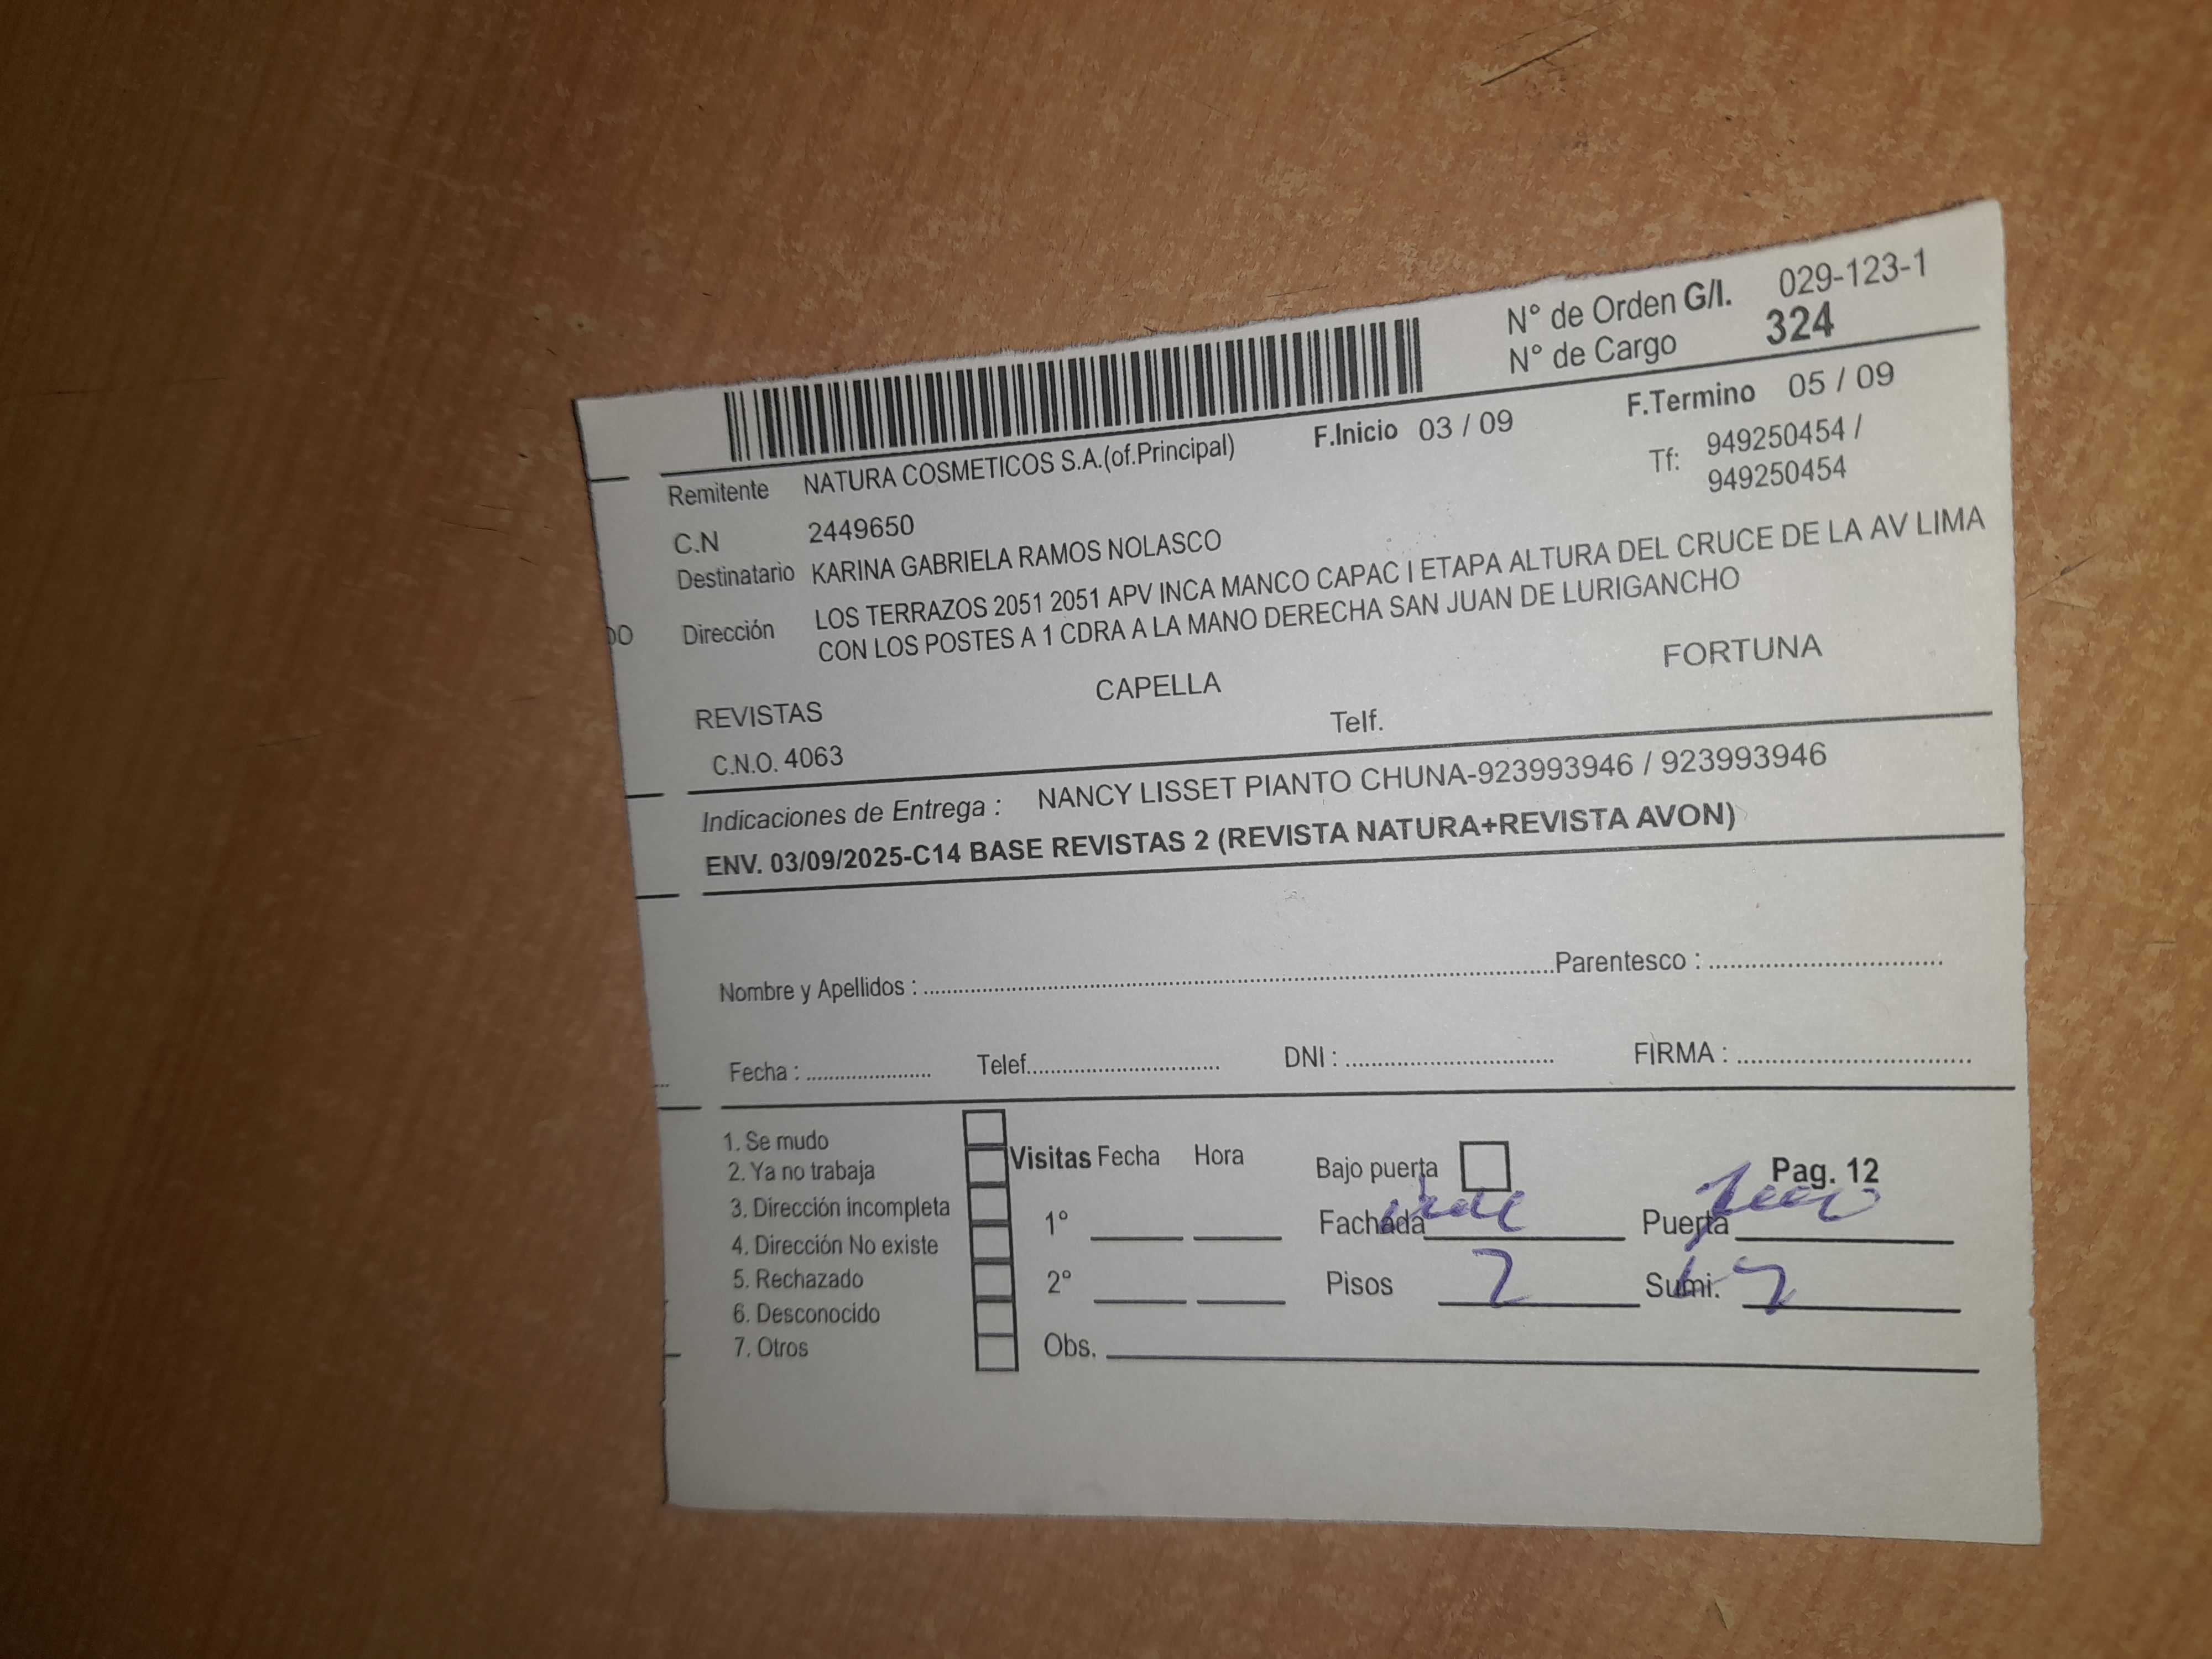 N° de Orden G/I. 029-123-1
N° de Cargo 324
F.Inicio 03 / 09 F.Termino 05 / 09
Remitente NATURA COSMETICOS S.A.(of.Principal) Tf: 949250454 /
949250454
C.N 2449650
Destinatario KARINA GABRIELA RAMOS NOLASCO
Dirección LOS TERRAZOS 2051 2051 APV INCA MANCO CAPAC I ETAPA ALTURA DEL CRUCE DE LA AV LIMA
CON LOS POSTES A 1 CDRA A LA MANO DERECHA SAN JUAN DE LURIGANCHO
REVISTAS CAPELLA FORTUNA
C.N.O. 4063 Telf.
Indicaciones de Entrega : NANCY LISSET PIANTO CHUNA-923993946 / 923993946
ENV. 03/09/2025-C14 BASE REVISTAS 2 (REVISTA NATURA+REVISTA AVON)
Nombre y Apellidos : Parentesco :
Fecha : Telef. DNI : FIRMA :
1. Se mudo
2. Ya no trabaja
3. Dirección incompleta
4. Dirección No existe
5. Rechazado
6. Desconocido
7. Otros
Visitas Fecha Hora
1°
2°
Obs.
Bajo puerta Pag. 12
Fachada Puerta
Pisos 2 Sumi.